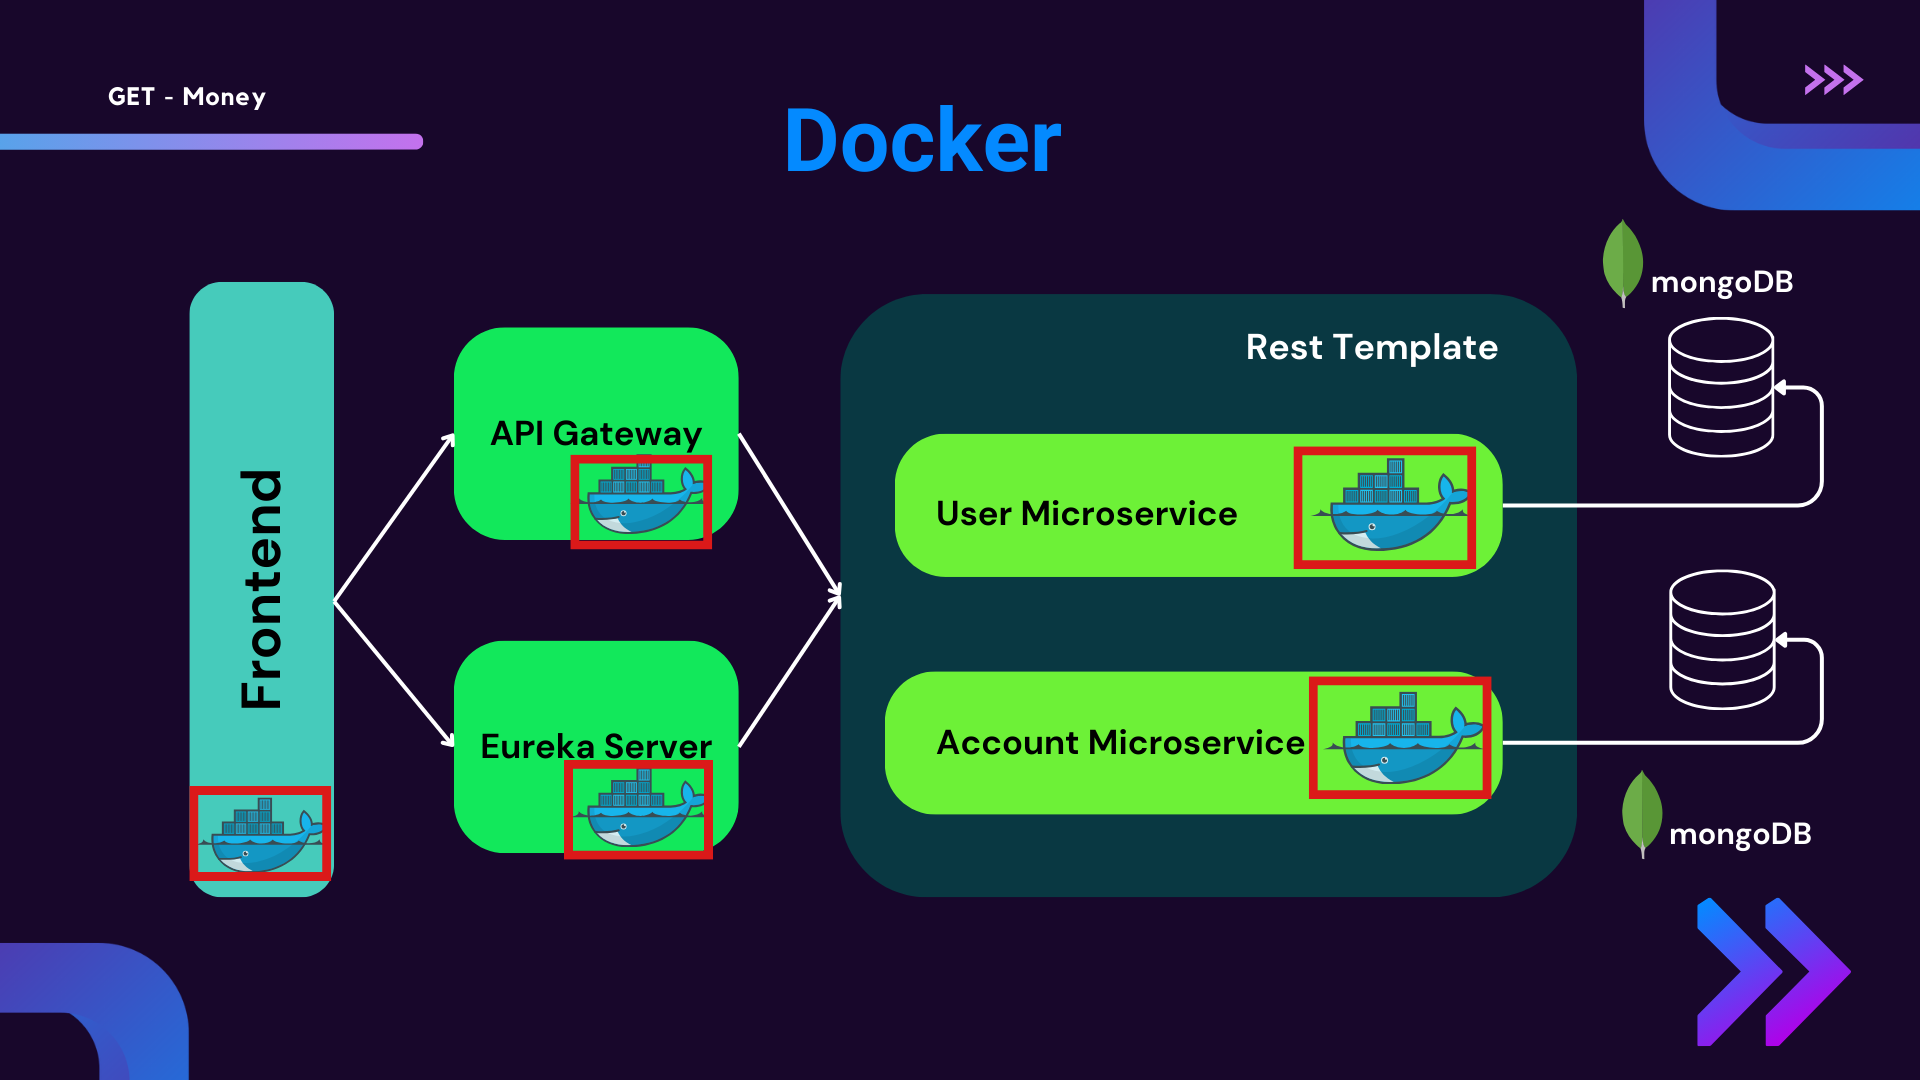 GET - Money
Docker
mongoDB
Rest Template
API Gateway
User Microservice
Frontend
Eureka Server
Account Microservice
mongoDB